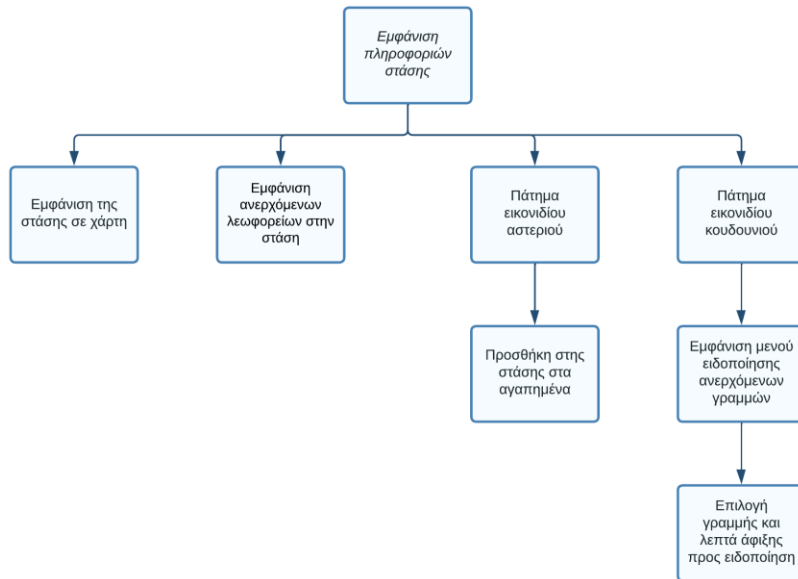 Εμφάνιση
πληροφοριών
στάσης
Εμφάνιση της
στάσης σε χάρτη
Εμφάνιση
ανερχόμενων
λεωφορείων στην
στάση
Πάτημα
εικονιδίου
αστεριού
Πάτημα
εικονιδίου
κουδουνιού
Προσθήκη στης
στάσης στα
αγαπημένα
Εμφάνιση μενού
ειδοποίησης
ανερχόμενων
γραμμών
Επιλογή
γραμμής και
λεπτά άφιξης
προς ειδοποίηση